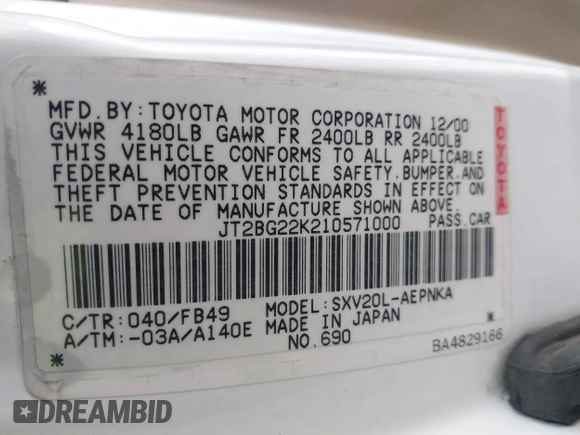 MFD.BY:TOYOTA MOTOR CORPORATION 12/00
GVWR 4180LB GAWR FR 2400LB RR 2400LB
THIS VEHICLE CONFORMS TO ALL APPLICABLE
FEDERAL MOTOR VEHICLE SAFETY.BUMPER.AND
THEFT PREVENTION STANDARDS IN EFFECT ON
THE DATE OF MANUFACTURE SHOWN ABOVE.
JT2BG22K210571000 PASS.CAR
TOYOTA
C/TR:040/FB49 MODEL:SXV20L-AEPNKA
A/TM:-03A/A140E MADE IN JAPAN
NO.690 BA4829166
DREAMBID